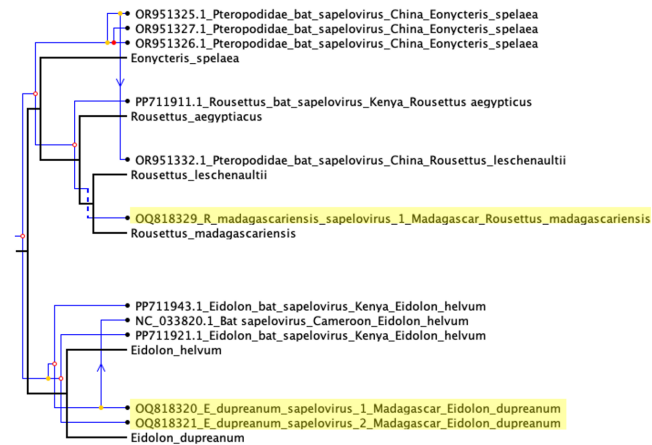 OR951325.1_Pteropodidae_bat_sapelovirus_China_Eonycteris_spelaea
OR951327.1_Pteropodidae_bat_sapelovirus_China_Eonycteris_spelaea
OR951326.1_Pteropodidae_bat_sapelovirus_China_Eonycteris_spelaea
Eonycteris_spelaea
PP711911.1_Rousettus_bat_sapelovirus_Kenya_Rousettus aegypticus
Rousettus_aegyptiacus
OR951332.1_Pteropodidae_bat_sapelovirus_China_Rousettus_leschenaultii
Rousettus_leschenaultii
OQ818329_R_madagascariensis_sapelovirus_1_Madagascar_Rousettus_madagascariensis
Rousettus_madagascariensis
PP711943.1_Eidolon_bat_sapelovirus_Kenya_Eidolon_helvum
NC_033820.1_Bat sapelovirus_Cameroon_Eidolon_helvum
PP711921.1_Eidolon_bat_sapelovirus_Kenya_Eidolon_helvum
Eidolon_helvum
OQ818320_E_dupreanum_sapelovirus_1_Madagascar_Eidolon_dupreanum
OQ818321_E_dupreanum_sapelovirus_2_Madagascar_Eidolon_dupreanum
Eidolon_dupreanum